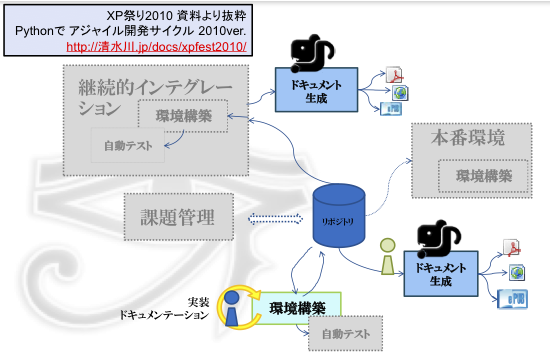 XP祭り2010 資料より抜粋
Pythonで アジャイル開発サイクル 2010ver.
http://清水川.jp/docs/xpfest2010/
継続的インテグレー
ション
環境構築
自動テスト
ドキュメント
生成
本番環境
環境構築
課題管理
リポジトリ
ドキュメント
生成
実装
ドキュメンテーション
環境構築
自動テスト